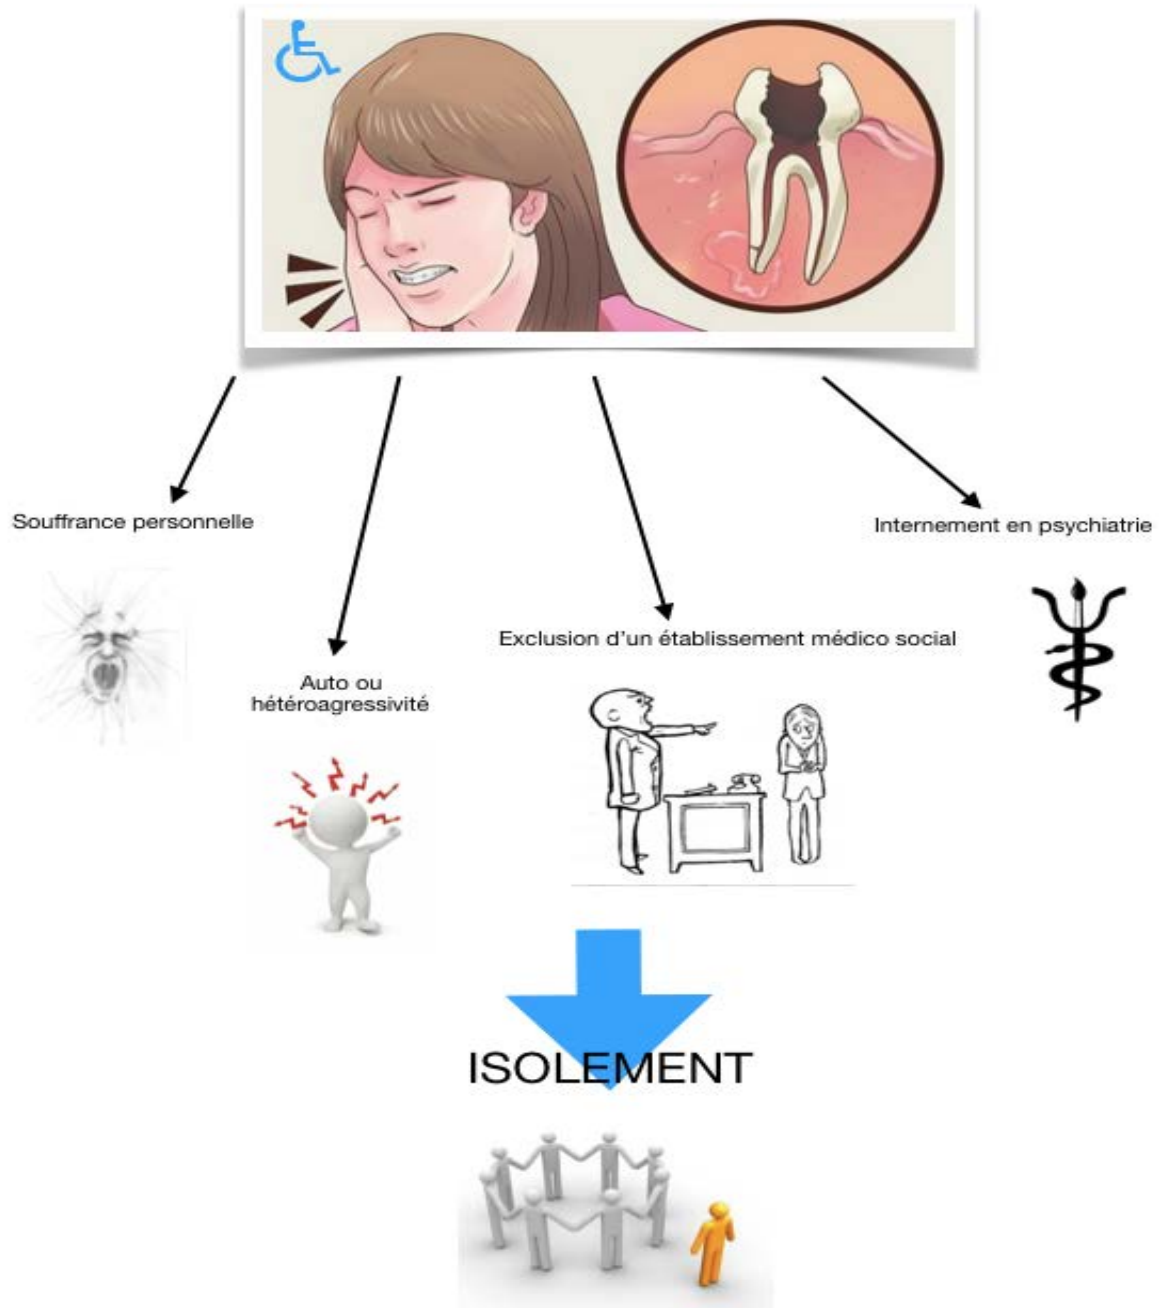 Souffrance personnelle
Internement en psychiatrie
Exclusion d'un établissement médico social
Auto ou
hétéroagressivité
ISOLEMENT